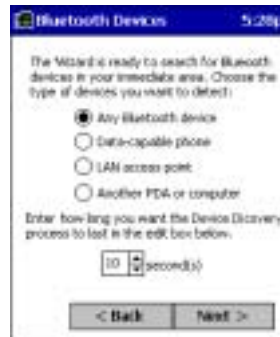 Bluetooth Devices 5:28p
The Wizard is ready to search for Bluetooth
devices in your immediate area. Choose the
type of devices you want to detect:
Any Bluetooth device
Data-capable phone
LAN access point
Another PDA or computer
Enter how long you want the Device Discovery
process to last in the edit box below.
10 second(s)
< Back Next >